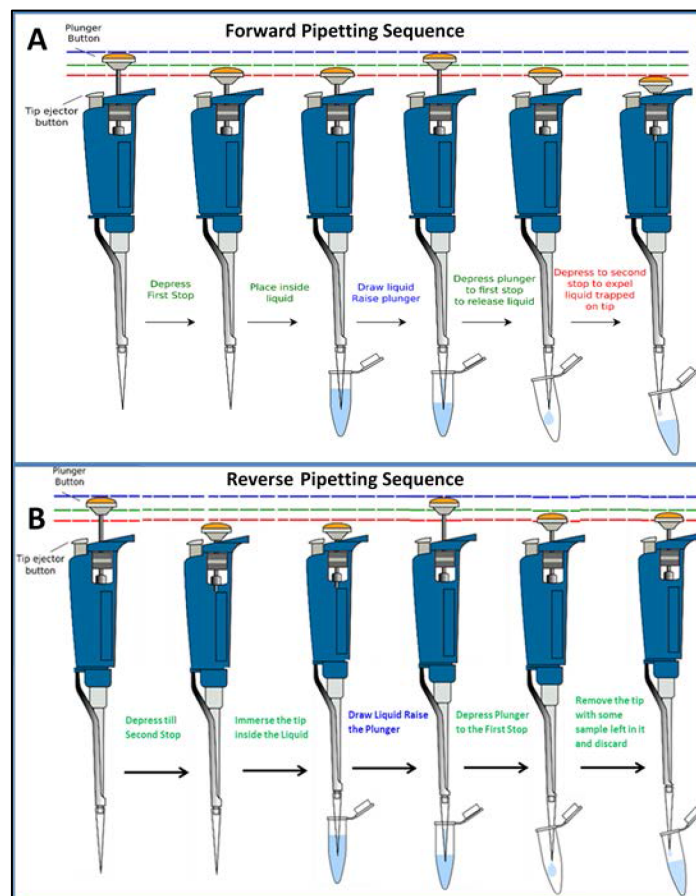 A
Forward Pipetting Sequence
Plunger
Button
Tip ejector
button
Depress
First Stop
Place inside
liquid
Draw liquid
Raise plunger
Depress plunger
to first stop
to release liquid
Depress to second
stop to expel
liquid trapped
on tip
B
Reverse Pipetting Sequence
Plunger
Button
Tip ejector
button
Depress till
Second Stop
Immerse the tip
inside the Liquid
Draw Liquid Raise
the Plunger
Depress Plunger
to the First Stop
Remove the tip
with some
sample left in it
and discard